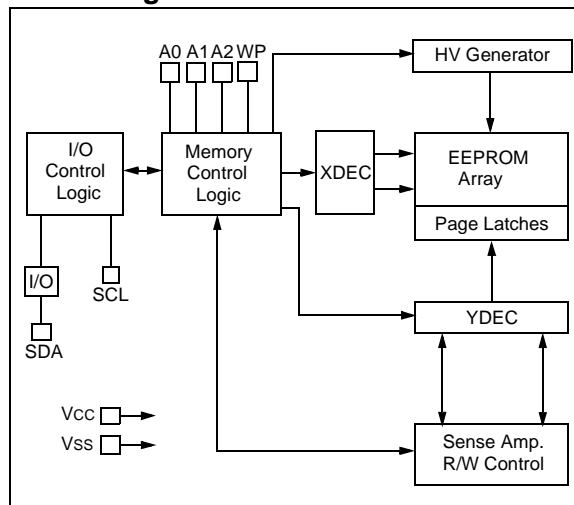 A0 A1 A2 WP
HV Generator
I/O
Control
Logic
Memory
Control
Logic
XDEC
EEPROM
Array
Page Latches
I/O
SCL
SDA
YDEC
VCC
VSS
Sense Amp.
R/W Control